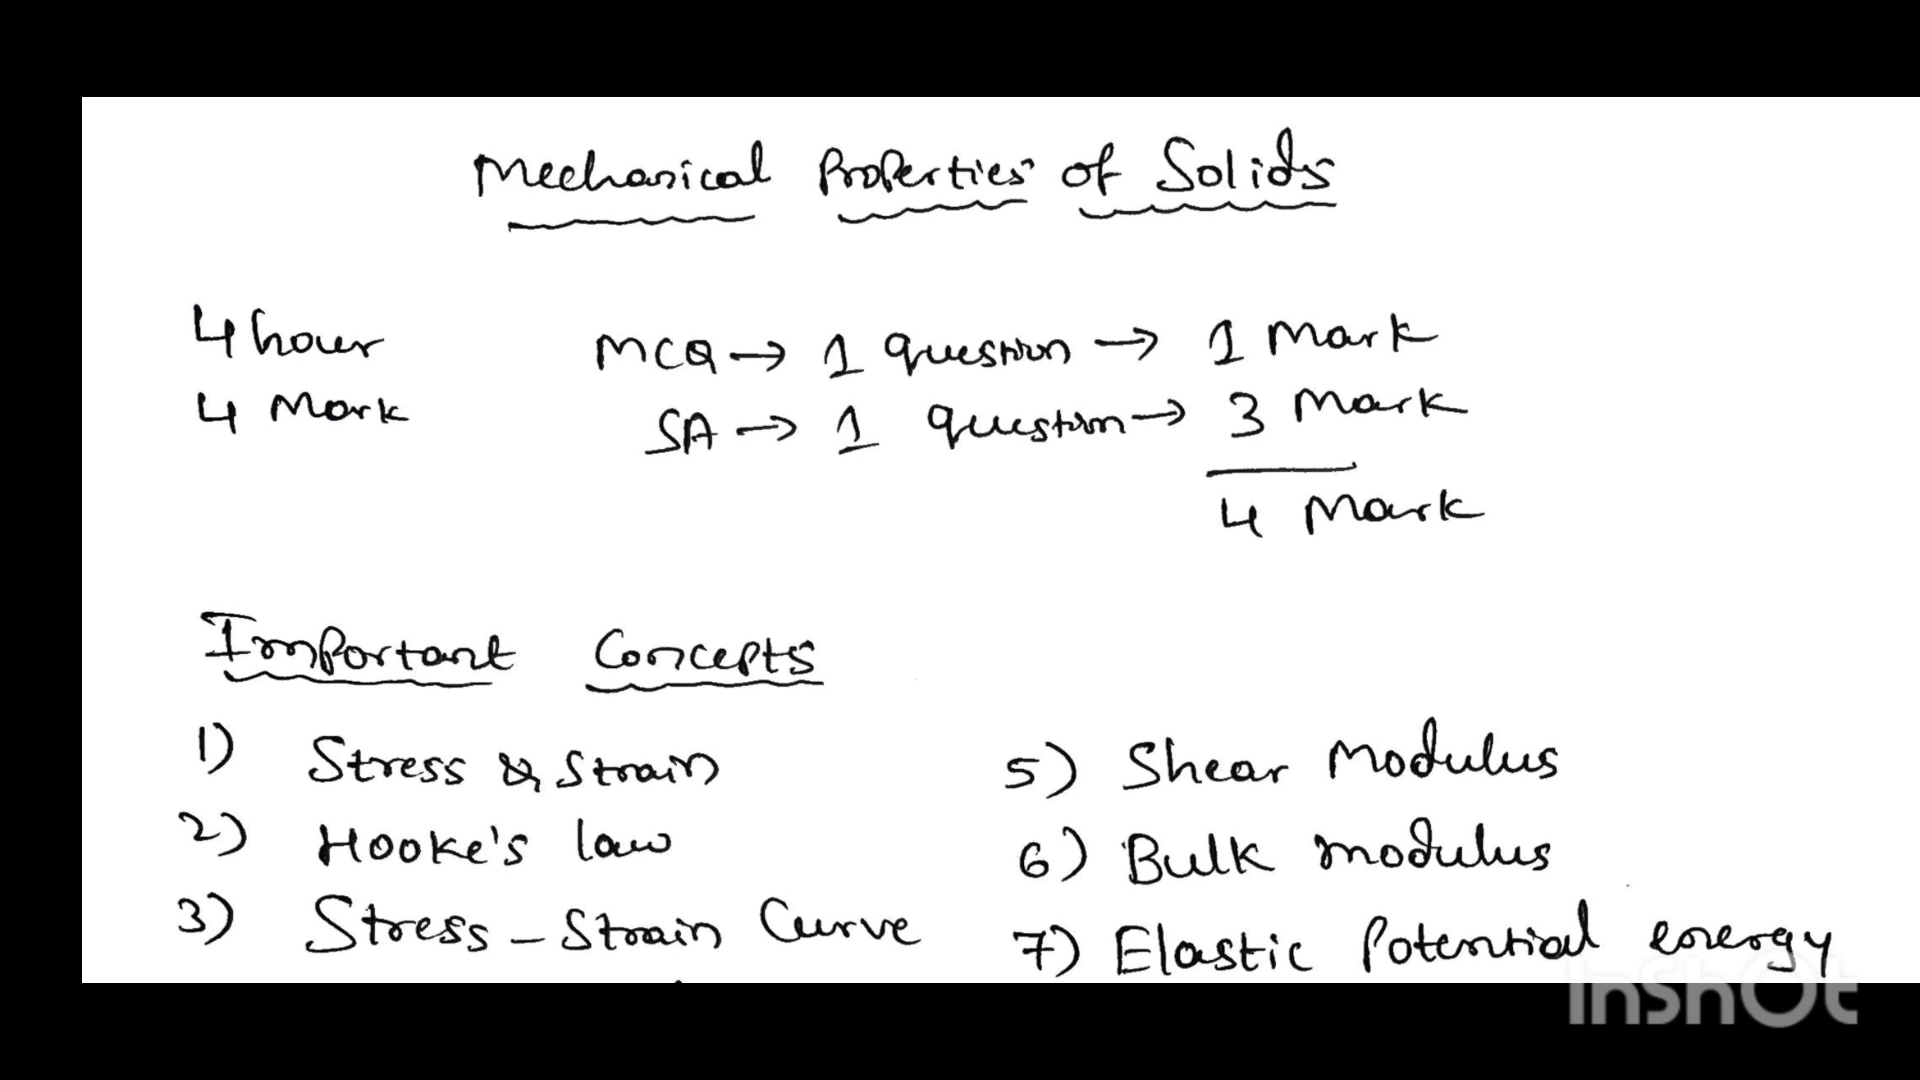 Mechanical Properties of Solids
4 hour
4 Mark
MCQ → 1 question → 1 Mark
SA → 1 question → 3 Mark
4 Mark
Important Concepts
1) Stress & Strain
2) Hooke's law
3) Stress - Strain Curve
5) Shear Modulus
6) Bulk modulus
7) Elastic Potential energy
InShOt